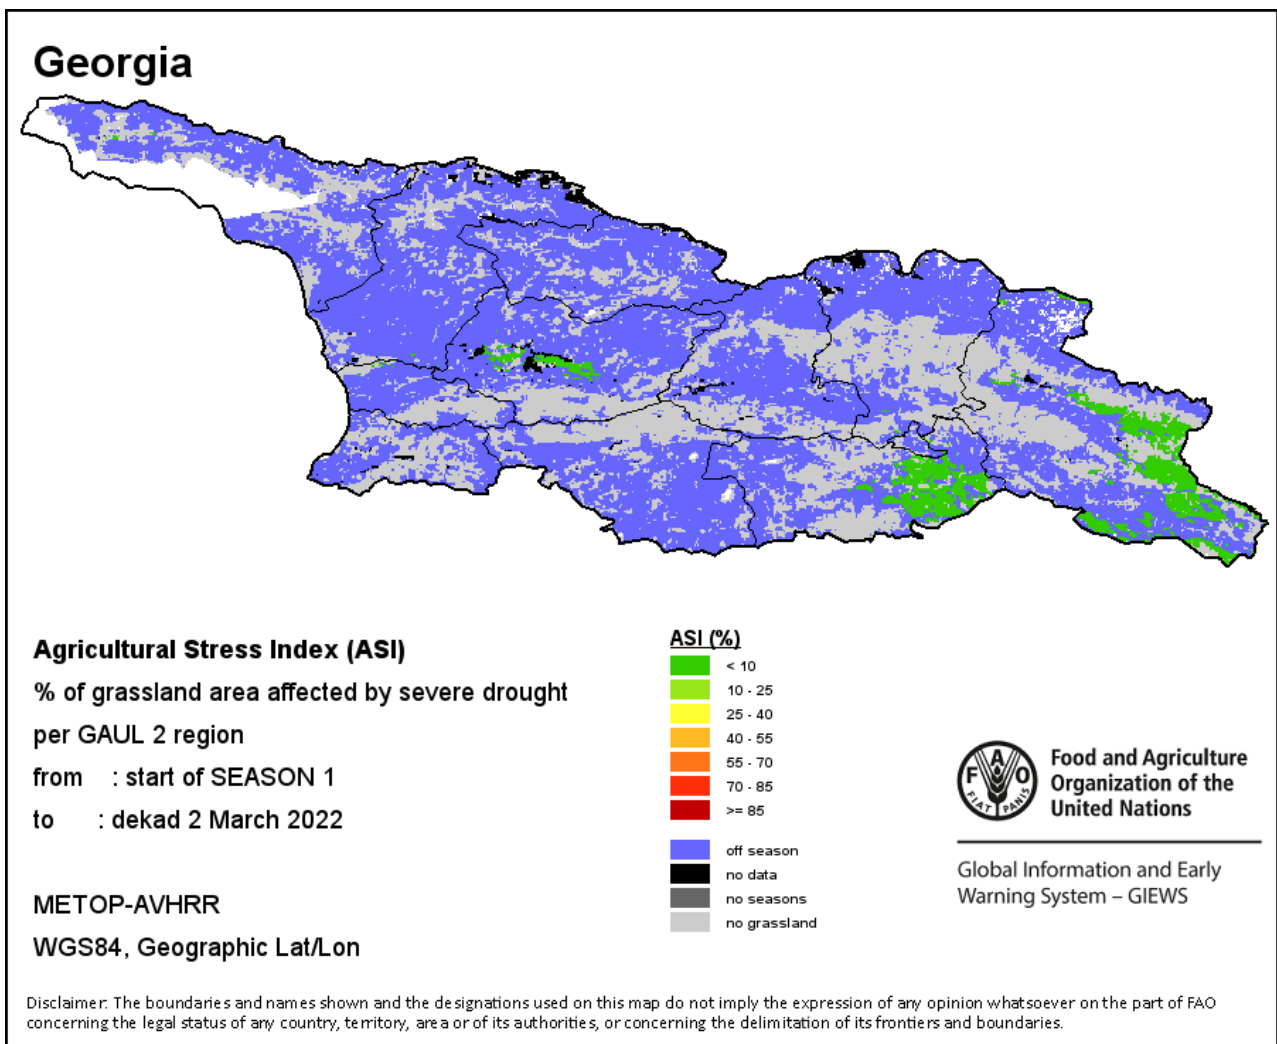 Georgia
Agricultural Stress Index (ASI)
% of grassland area affected by severe drought
per GAUL 2 region
from : start of SEASON 1
to : dekad 2 March 2022
METOP-AVHRR
WGS84, Geographic Lat/Lon
ASI (%)
< 10
10 - 25
25 - 40
40 - 55
55 - 70
70 - 85
>= 85
off season
no data
no seasons
no grassland
F A O
FIAT PANIS
Food and Agriculture
Organization of the
United Nations
Global Information and Early
Warning System – GIEWS
Disclaimer: The boundaries and names shown and the designations used on this map do not imply the expression of any opinion whatsoever on the part of FAO
concerning the legal status of any country, territory, area or of its authorities, or concerning the delimitation of its frontiers and boundaries.